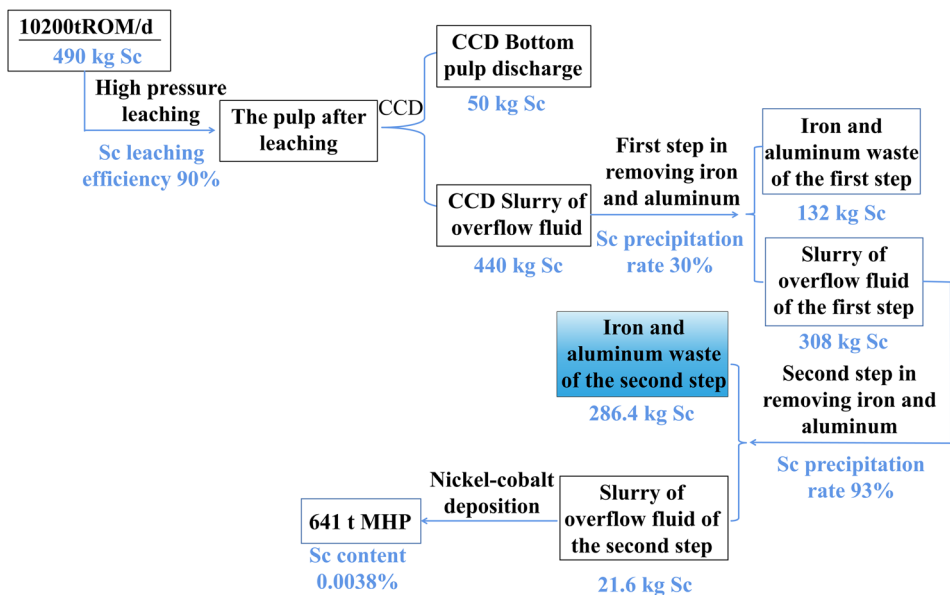 10200tROM/d
490 kg Sc
High pressure
leaching
Sc leaching
efficiency 90%
The pulp after
leaching
CCD
CCD Bottom
pulp discharge
50 kg Sc
CCD Slurry of
overflow fluid
440 kg Sc
First step in
removing iron
and aluminum
Sc precipitation
rate 30%
Iron and
aluminum waste
of the first step
132 kg Sc
Slurry of
overflow fluid
of the first step
308 kg Sc
Second step in
removing iron and
aluminum
Sc precipitation
rate 93%
Iron and
aluminum waste
of the second step
286.4 kg Sc
Slurry of
overflow fluid of
the second step
21.6 kg Sc
Nickel-cobalt
deposition
641 t MHP
Sc content
0.0038%